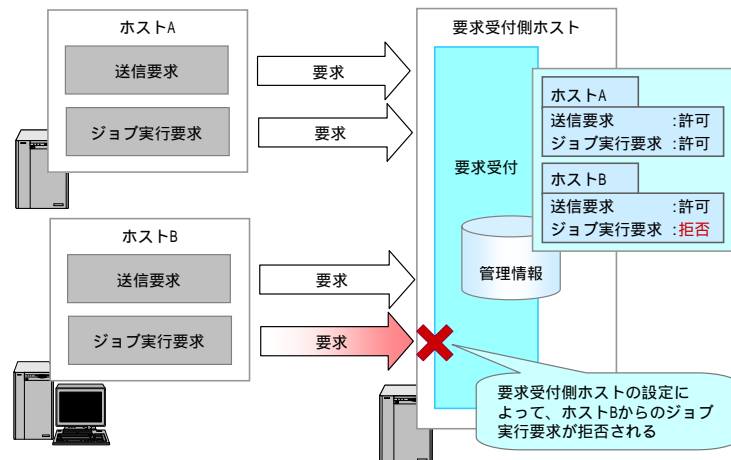 ホストA
送信要求
ジョブ実行要求
要求
要求
ホストB
送信要求
ジョブ実行要求
要求
要求
要求受付側ホスト
要求受付
管理情報
ホストA
送信要求 :許可
ジョブ実行要求 :許可
ホストB
送信要求 :許可
ジョブ実行要求 :拒否
要求受付側ホストの設定に
よって、ホストBからのジョブ
実行要求が拒否される